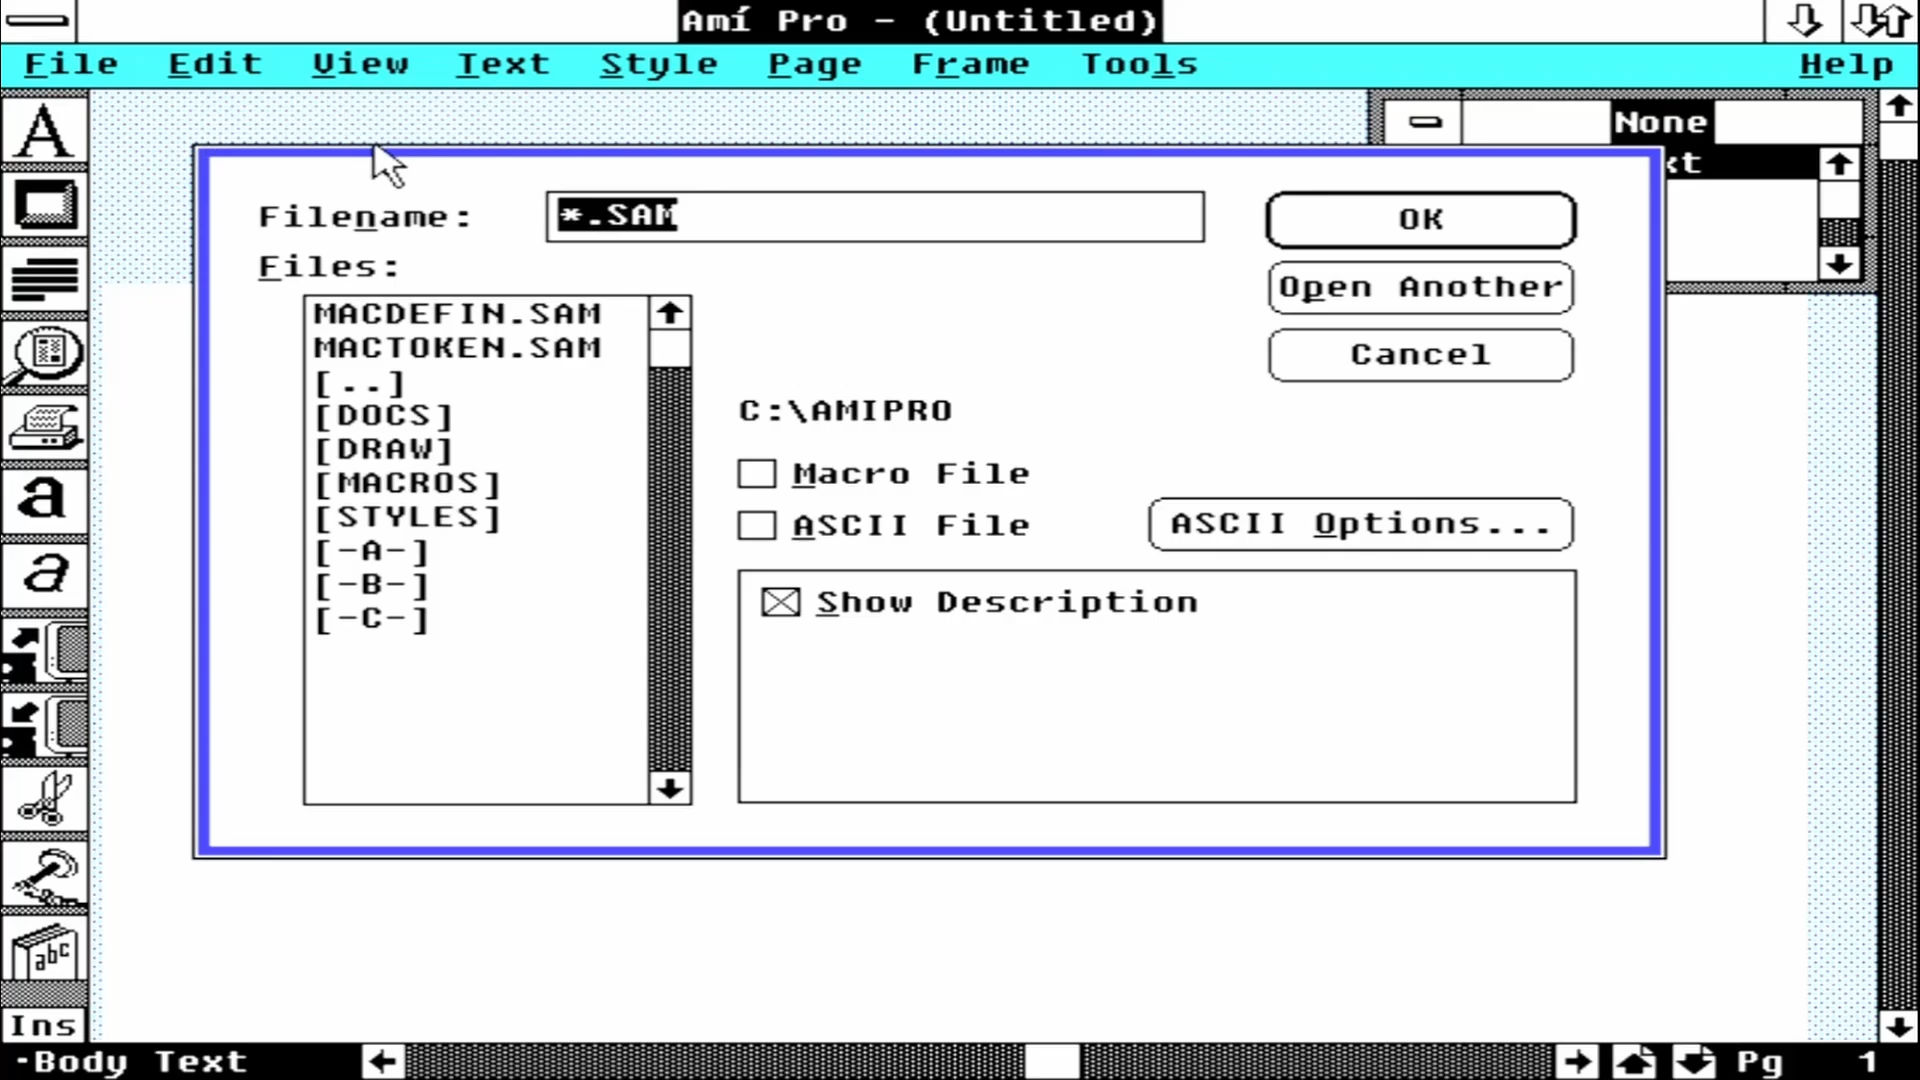 Amí Pro - (Untitled)
File Edit View Text Style Page Frame Tools Help
None
xt
Filename: *.SAM
OK
Files:
Open Another
MACDEFIN.SAM
MACTOKEN.SAM
Cancel
[..]
[DOCS]
[DRAW]
[MACROS]
[STYLES]
[-A-]
[-B-]
[-C-]
C:\AMIPRO
Macro File
ASCII File
ASCII Options...
Show Description
A
a
a
abc
Ins
·Body Text
Pg 1